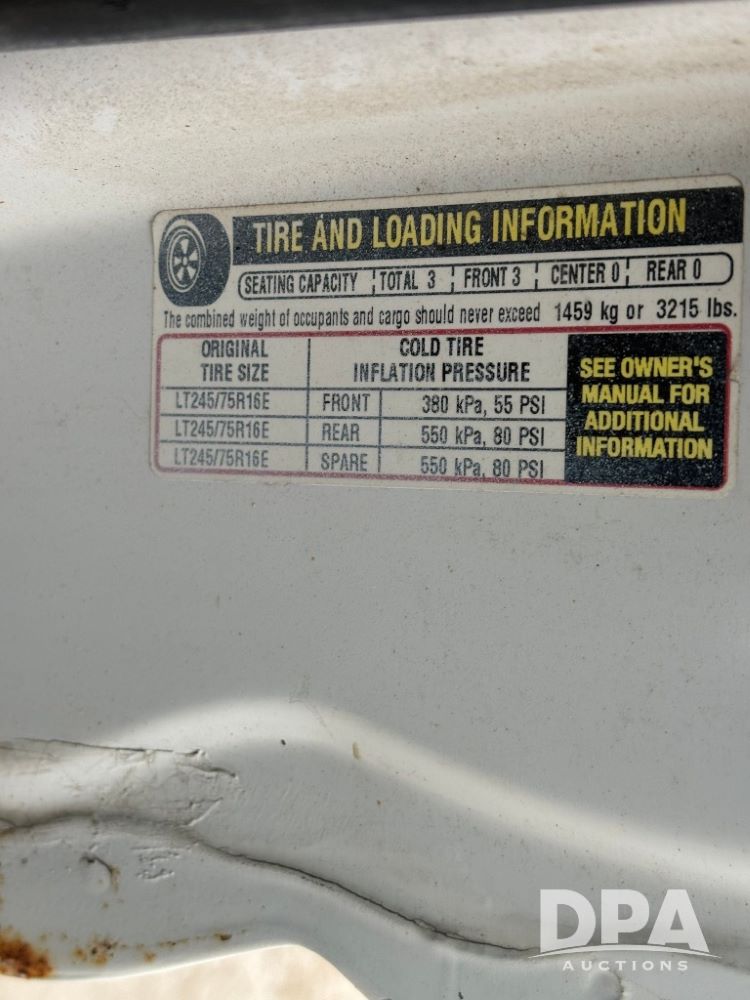 TIRE AND LOADING INFORMATION
SEATING CAPACITY TOTAL 3 FRONT 3 CENTER 0 REAR 0
The combined weight of occupants and cargo should never exceed 1459 kg or 3215 lbs.
ORIGINAL TIRE SIZE
COLD TIRE INFLATION PRESSURE
LT245/75R16E FRONT 380 kPa, 55 PSI
LT245/75R16E REAR 550 kPa, 80 PSI
LT245/75R16E SPARE 550 kPa, 80 PSI
SEE OWNER'S
MANUAL FOR
ADDITIONAL
INFORMATION
DPA
AUCTIONS